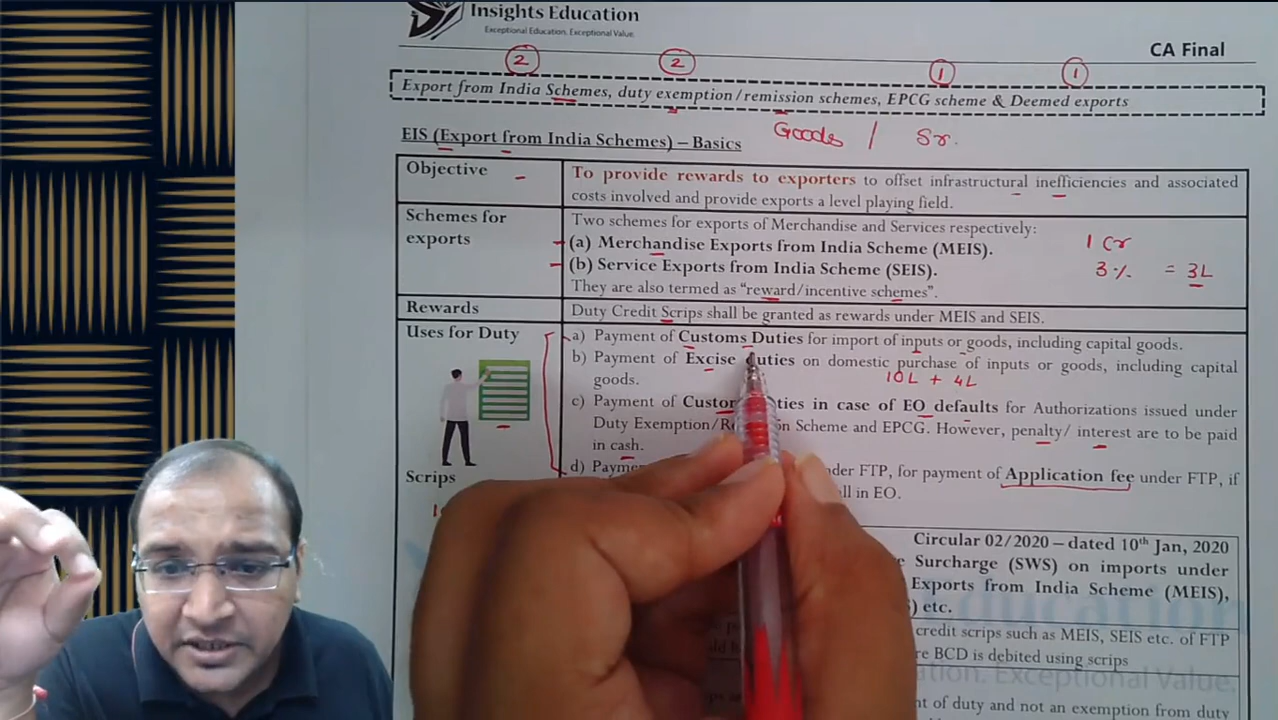 Insights Education
Exceptional Education. Exceptional Value.
CA Final
2 2 1 1
Export from India Schemes, duty exemption/remission schemes, EPCG scheme & Deemed exports
Goods / Sr.
EIS (Export from India Schemes) – Basics
Objective
To provide rewards to exporters to offset infrastructural inefficiencies and associated
costs involved and provide exports a level playing field.
Schemes for
exports
Two schemes for exports of Merchandise and Services respectively:
(a) Merchandise Exports from India Scheme (MEIS).
(b) Service Exports from India Scheme (SEIS).
They are also termed as “reward/incentive schemes”.
1 Cr
3% = 3L
Rewards
Duty Credit Scrips shall be granted as rewards under MEIS and SEIS.
Uses for Duty
Scrips
a) Payment of Customs Duties for import of inputs or goods, including capital goods.
b) Payment of Excise duties on domestic purchase of inputs or goods, including capital
goods.
10L + 4L
c) Payment of in case of EO defaults for Authorizations issued under
Duty Exemption/ Scheme and EPCG. However, penalty/ interest are to be paid
in cash.
d) under FTP, for payment of Application fee under FTP, if
in EO.
Circular 02/2020 – dated 10th Jan, 2020
Surcharge (SWS) on imports under
Exports from India Scheme (MEIS),
etc.
credit scrips such as MEIS, SEIS etc. of FTP
BCD is debited using scrips
Exceptional Value.
of duty and not an exemption from duty